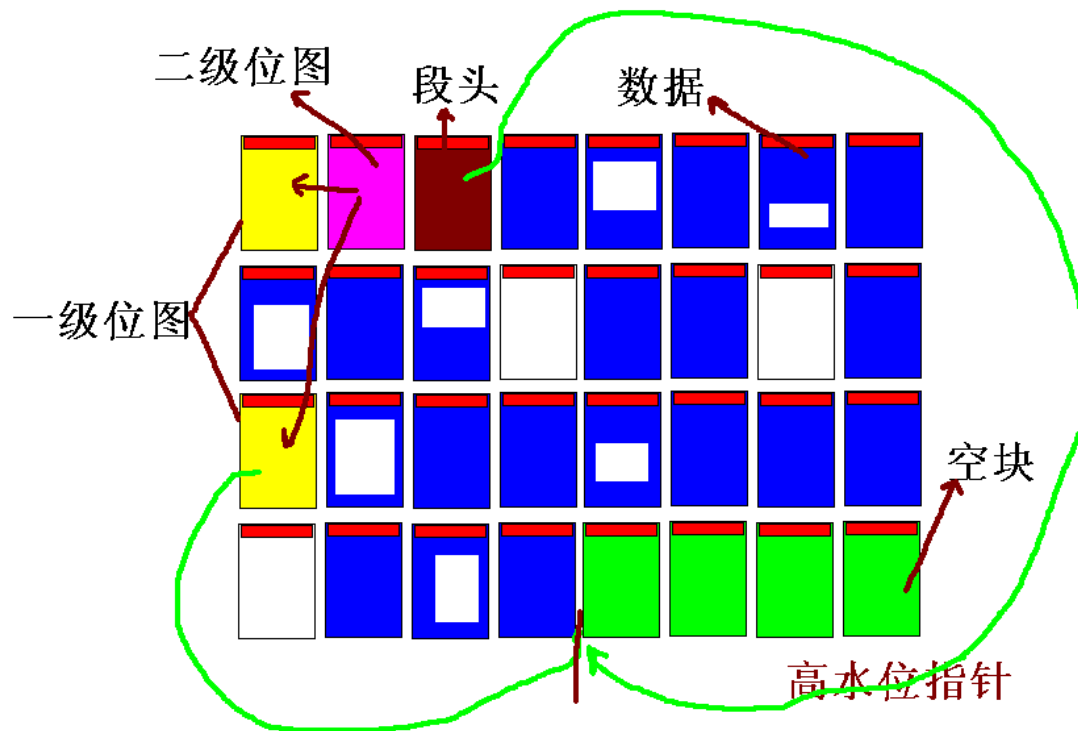 二级位图
段头
数据
一级位图
空块
高水位指针